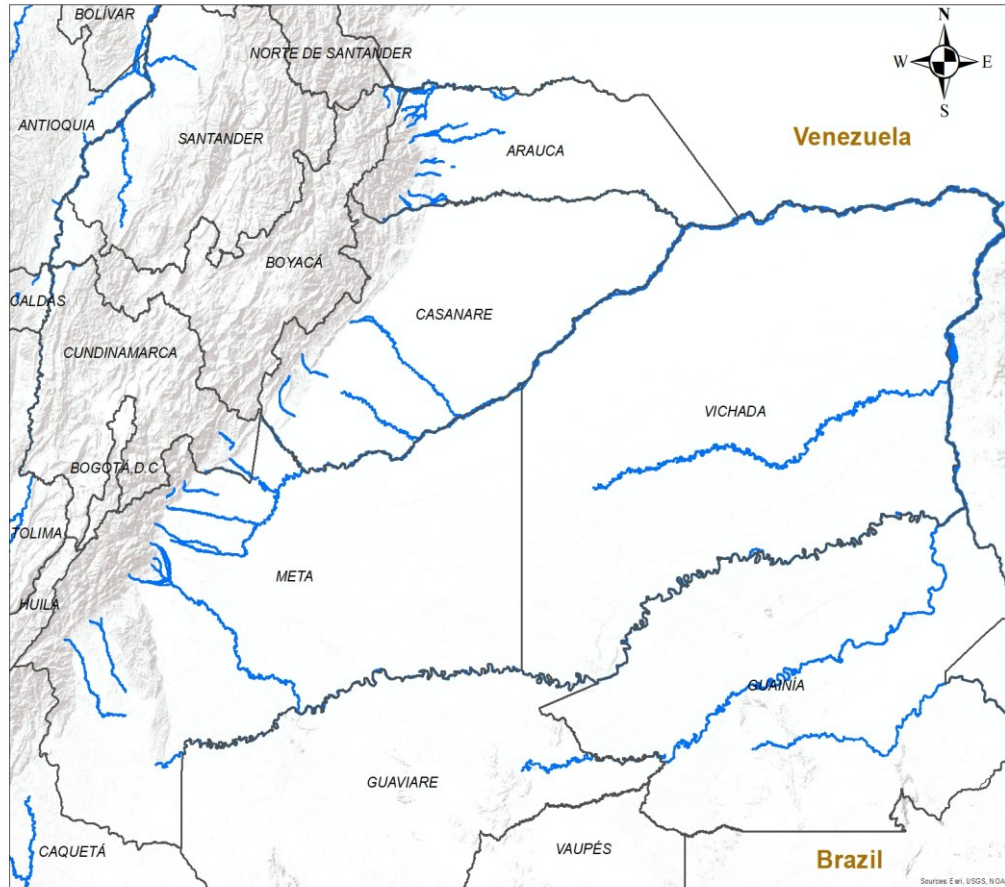 BOLÍVAR
N
NORTE DE SANTANDER
W
E
S
ANTIOQUIA
SANTANDER
Venezuela
ARAUCA
BOYACÁ
CALDAS
CASANARE
CUNDINAMARCA
VICHADA
BOGOTÁ,D.C
TOLIMA
META
HUILA
GUAINÍA
GUAVIARE
CAQUETÁ
VAUPÉS
Brazil
Sources: Esri, USGS, NOA